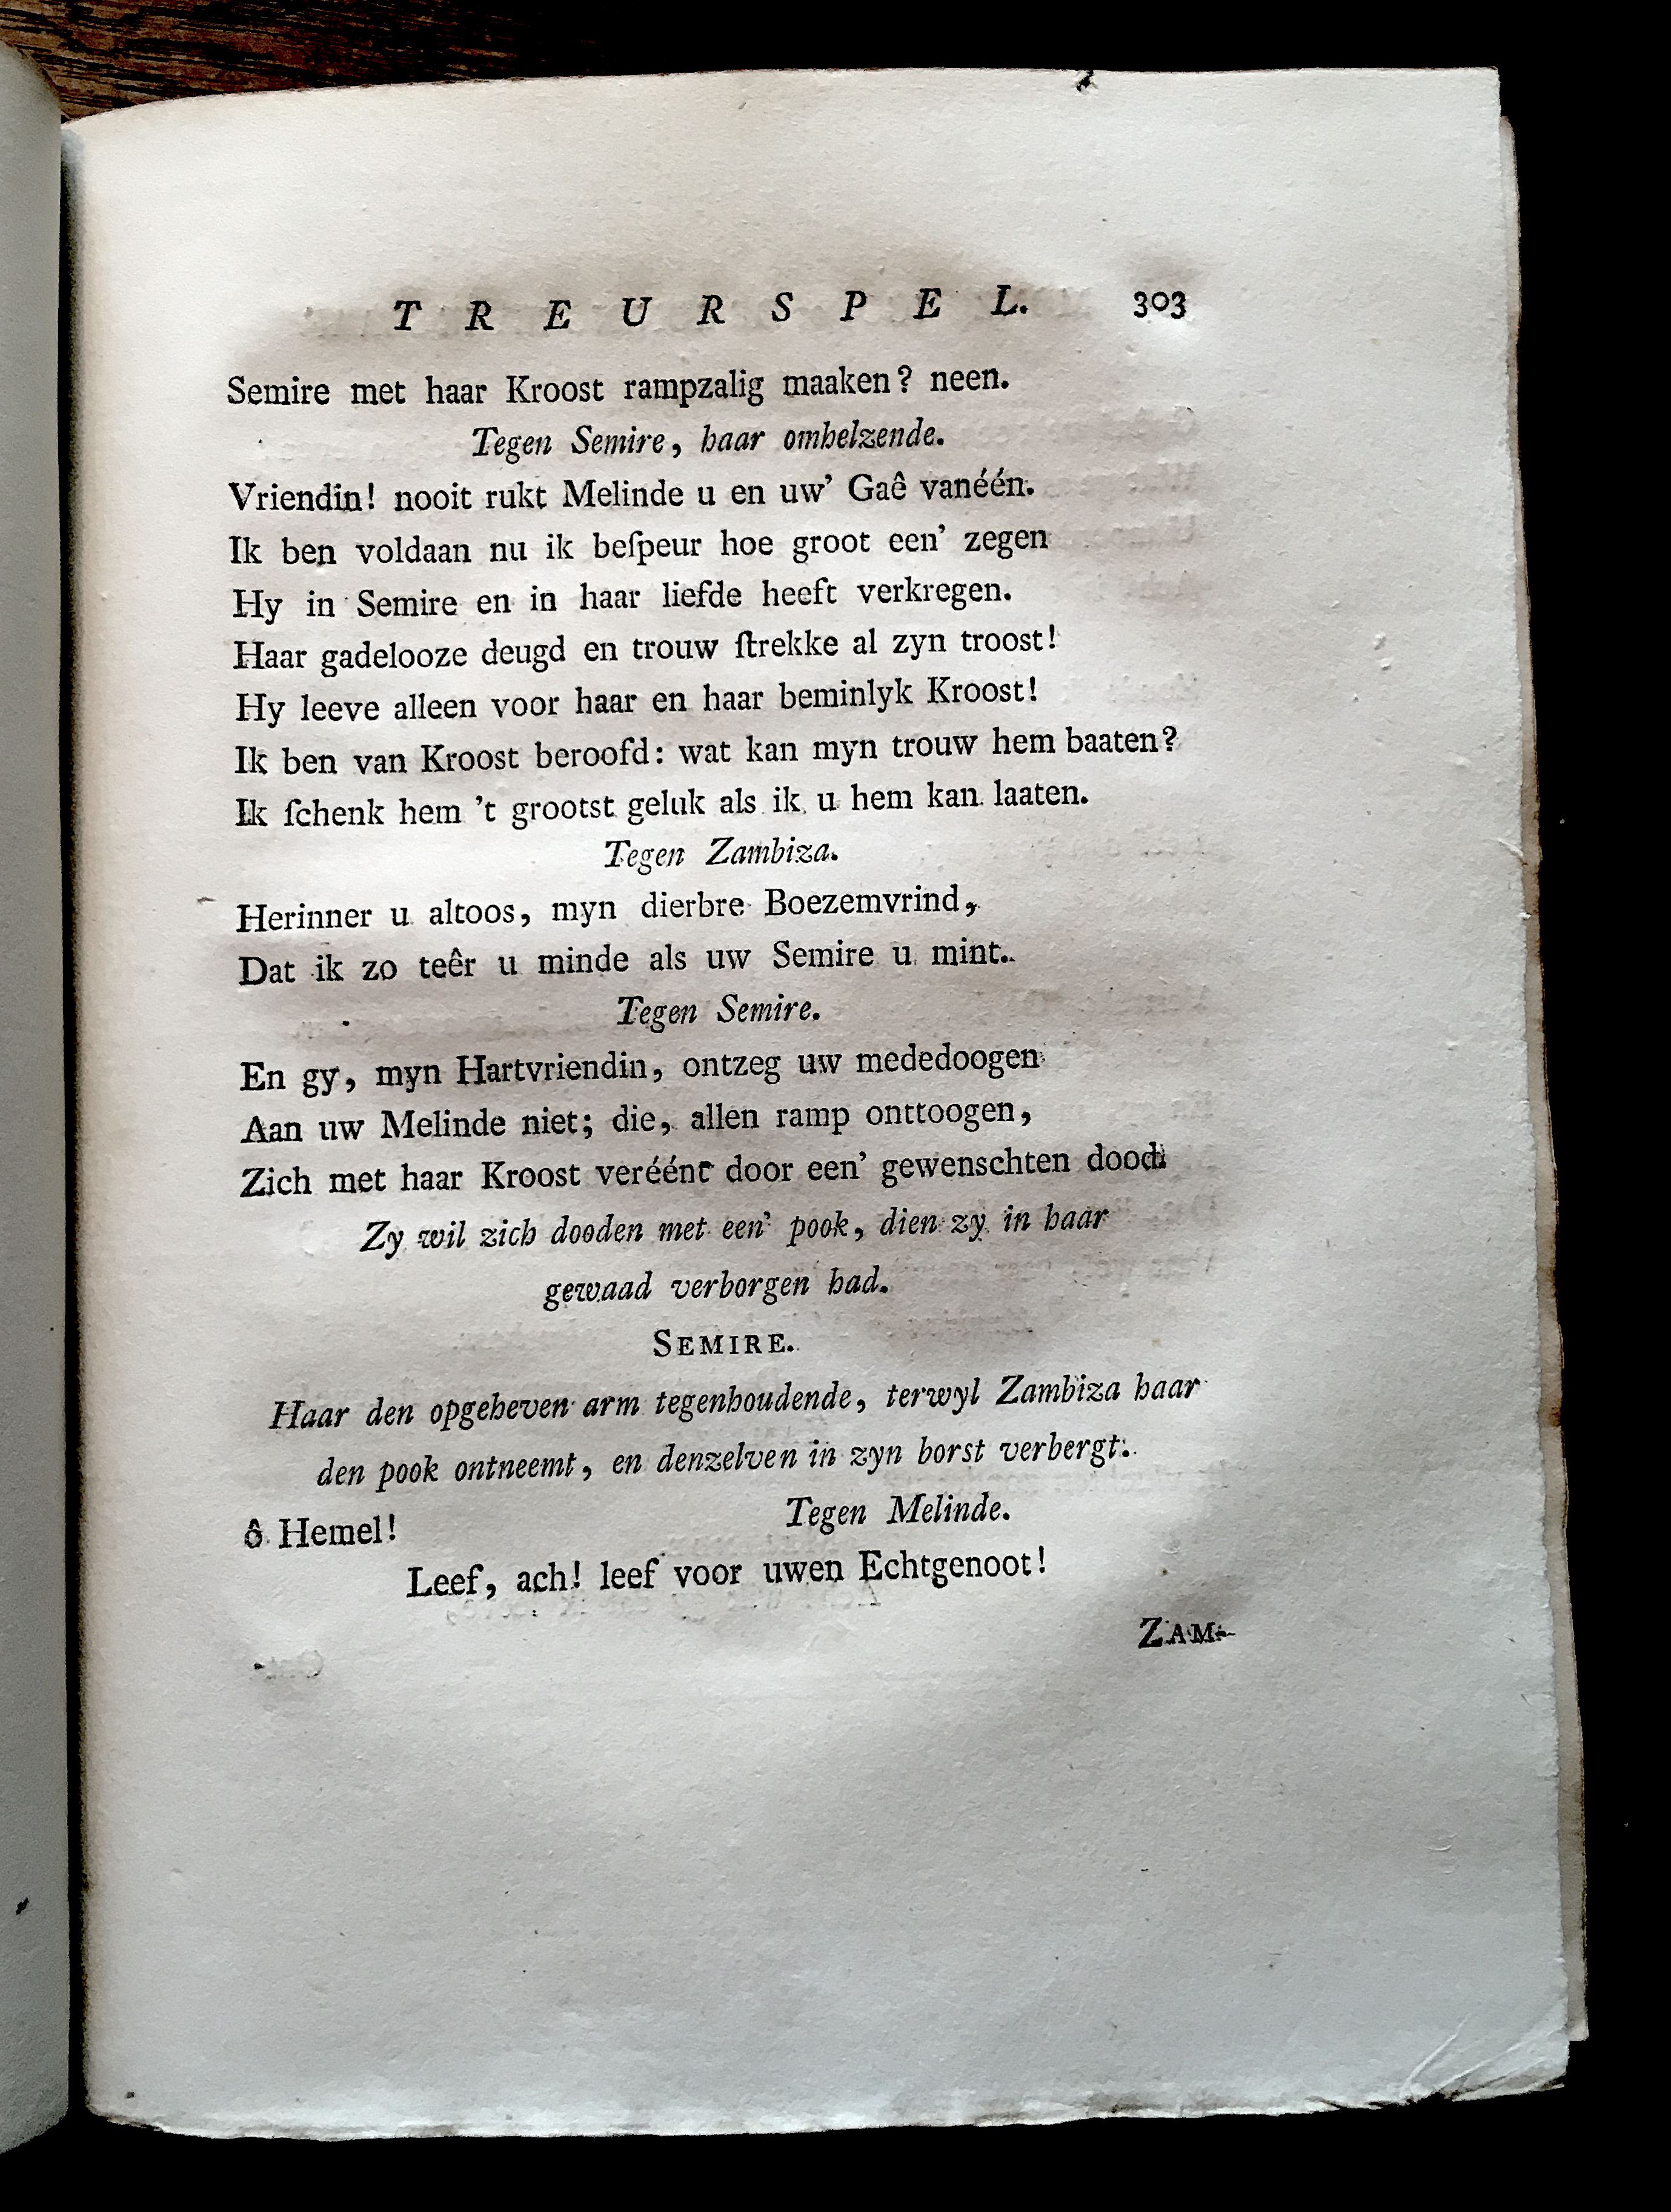 TREURSPEL. 303
Semire met haar Kroost rampzalig maaken? neen.
Tegen Semire, haar omhelzende.
Vriendin! nooit rukt Melinde u en uw’ Gaê vanéén.
Ik ben voldaan nu ik beſpeur hoe groot een’ zegen
Hy in Semire en in haar liefde heeft verkregen.
Haar gadelooze deugd en trouw ſtrekke al zyn troost!
Hy leeve alleen voor haar en haar beminlyk Kroost!
Ik ben van Kroost beroofd: wat kan myn trouw hem baaten?
Ik ſchenk hem ’t grootst geluk als ik u hem kan laaten.
Tegen Zambiza.
Herinner u altoos, myn dierbre Boezemvrind,
Dat ik zo teêr u minde als uw Semire u mint.
Tegen Semire.
En gy, myn Hartvriendin, ontzeg uw mededoogen
Aan uw Melinde niet; die, allen ramp onttoogen,
Zich met haar Kroost veréént door een’ gewenschten dood.
Zy wil zich dooden met een’ pook, dien zy in haar
gewaad verborgen had.
SEMIRE.
Haar den opgeheven arm tegenhoudende, terwyl Zambiza haar
den pook ontneemt, en denzelven in zyn borst verbergt.
Tegen Melinde.
ô Hemel!
Leef, ach! leef voor uwen Echtgenoot!
ZAM-